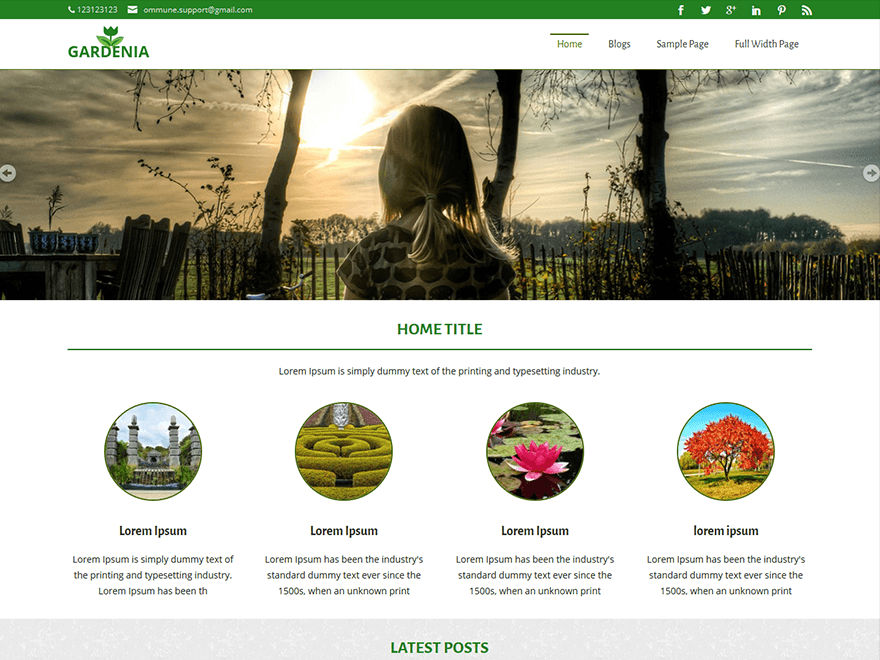 123123123 ommune.support@gmail.com
GARDENIA
Home Blogs Sample Page Full Width Page
HOME TITLE
Lorem Ipsum is simply dummy text of the printing and typesetting industry.
Lorem Ipsum
Lorem Ipsum is simply dummy text of
the printing and typesetting industry.
Lorem Ipsum has been th
Lorem Ipsum
Lorem Ipsum has been the industry's
standard dummy text ever since the
1500s, when an unknown print
Lorem Ipsum
Lorem Ipsum has been the industry's
standard dummy text ever since the
1500s, when an unknown print
lorem ipsum
Lorem Ipsum has been the industry's
standard dummy text ever since the
1500s, when an unknown print
LATEST POSTS